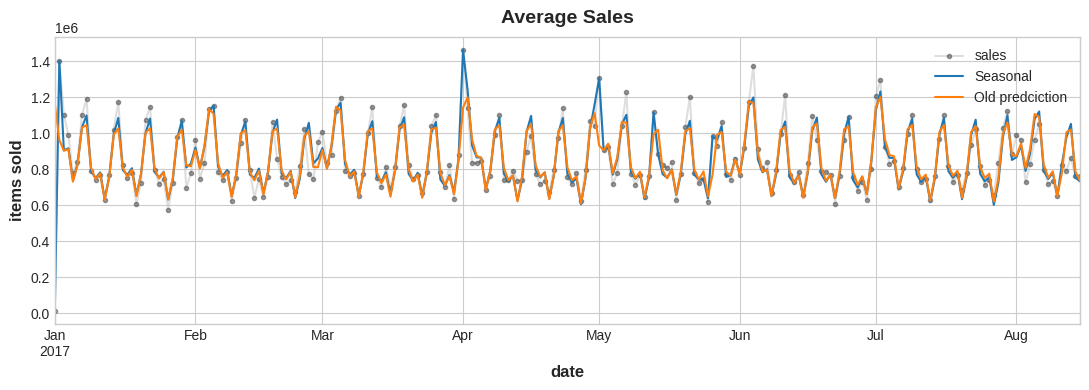 Average Sales
1e6
1.4
1.2
1.0
0.8
0.6
0.4
0.2
0.0
items sold
sales
Seasonal
Old predciction
Jan Feb Mar Apr May Jun Jul Aug
2017
date